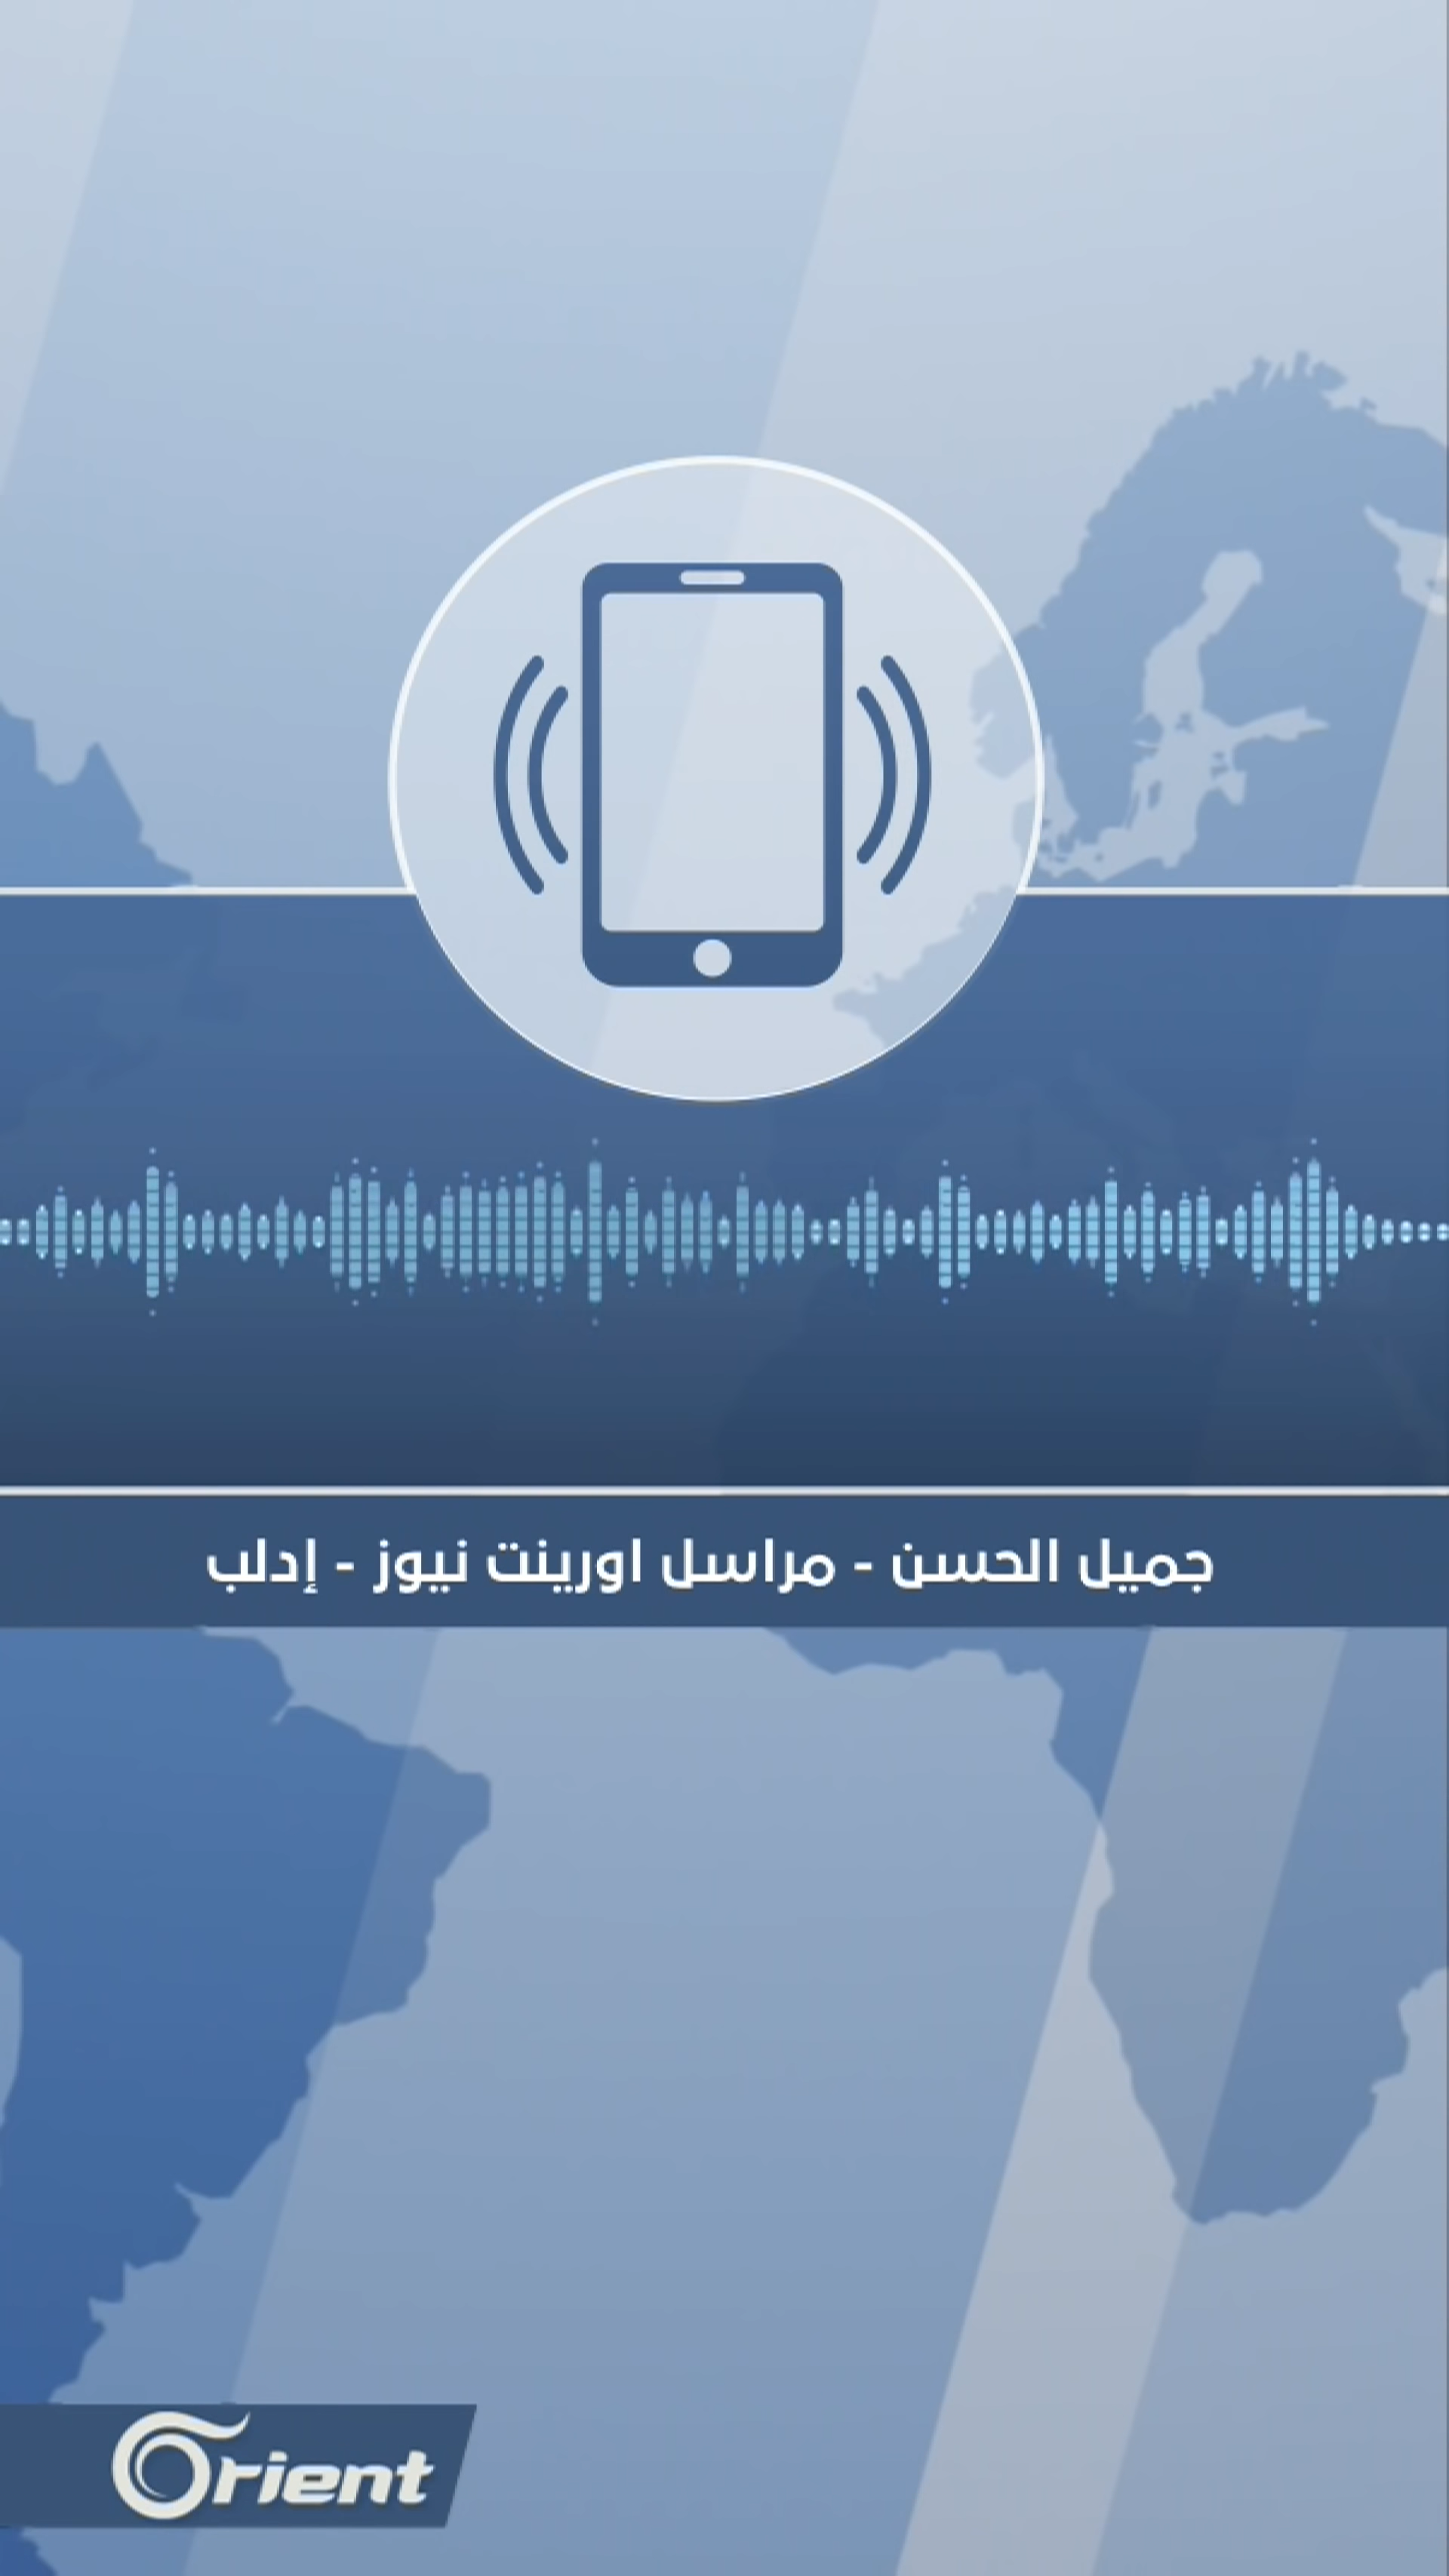 جميل الحسن - مراسل اورينت نيوز - إدلب
Orient